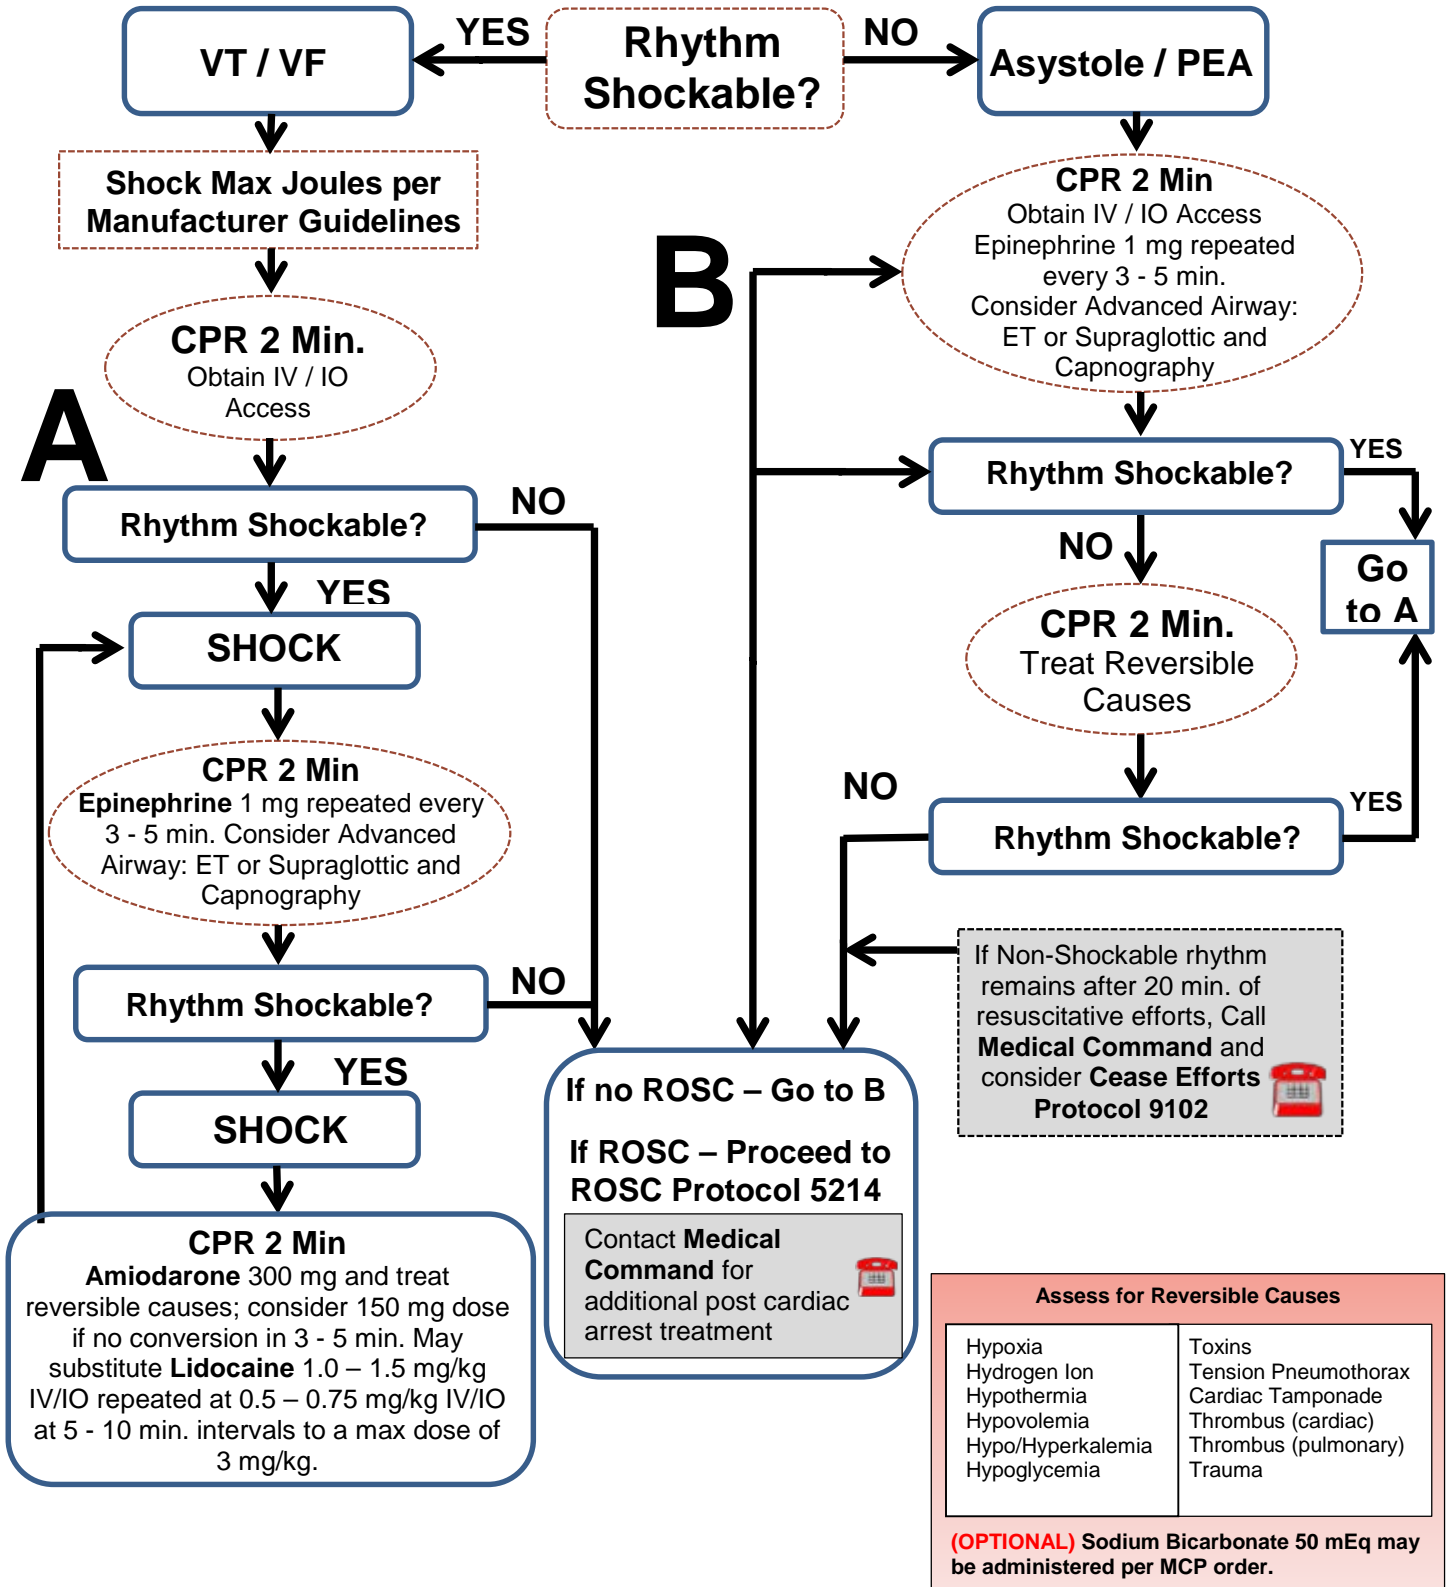 Rhythm
Shockable?
YES
NO
VT / VF
Shock Max Joules per
Manufacturer Guidelines
CPR 2 Min.
Obtain IV / IO
Access
A
Rhythm Shockable?
NO
YES
SHOCK
CPR 2 Min
Epinephrine 1 mg repeated every
3 - 5 min. Consider Advanced
Airway: ET or Supraglottic and
Capnography
Rhythm Shockable?
NO
YES
SHOCK
CPR 2 Min
Amiodarone 300 mg and treat
reversible causes; consider 150 mg dose
if no conversion in 3 - 5 min. May
substitute Lidocaine 1.0 – 1.5 mg/kg
IV/IO repeated at 0.5 – 0.75 mg/kg IV/IO
at 5 - 10 min. intervals to a max dose of
3 mg/kg.
Asystole / PEA
B
CPR 2 Min
Obtain IV / IO Access
Epinephrine 1 mg repeated
every 3 - 5 min.
Consider Advanced Airway:
ET or Supraglottic and
Capnography
Rhythm Shockable?
YES
NO
Go
to A
CPR 2 Min.
Treat Reversible
Causes
Rhythm Shockable?
YES
NO
If Non-Shockable rhythm
remains after 20 min. of
resuscitative efforts, Call
Medical Command and
consider Cease Efforts
Protocol 9102
If no ROSC – Go to B
If ROSC – Proceed to
ROSC Protocol 5214
Contact Medical
Command for
additional post cardiac
arrest treatment
Assess for Reversible Causes
Hypoxia
Hydrogen Ion
Hypothermia
Hypovolemia
Hypo/Hyperkalemia
Hypoglycemia
Toxins
Tension Pneumothorax
Cardiac Tamponade
Thrombus (cardiac)
Thrombus (pulmonary)
Trauma
(OPTIONAL) Sodium Bicarbonate 50 mEq may
be administered per MCP order.